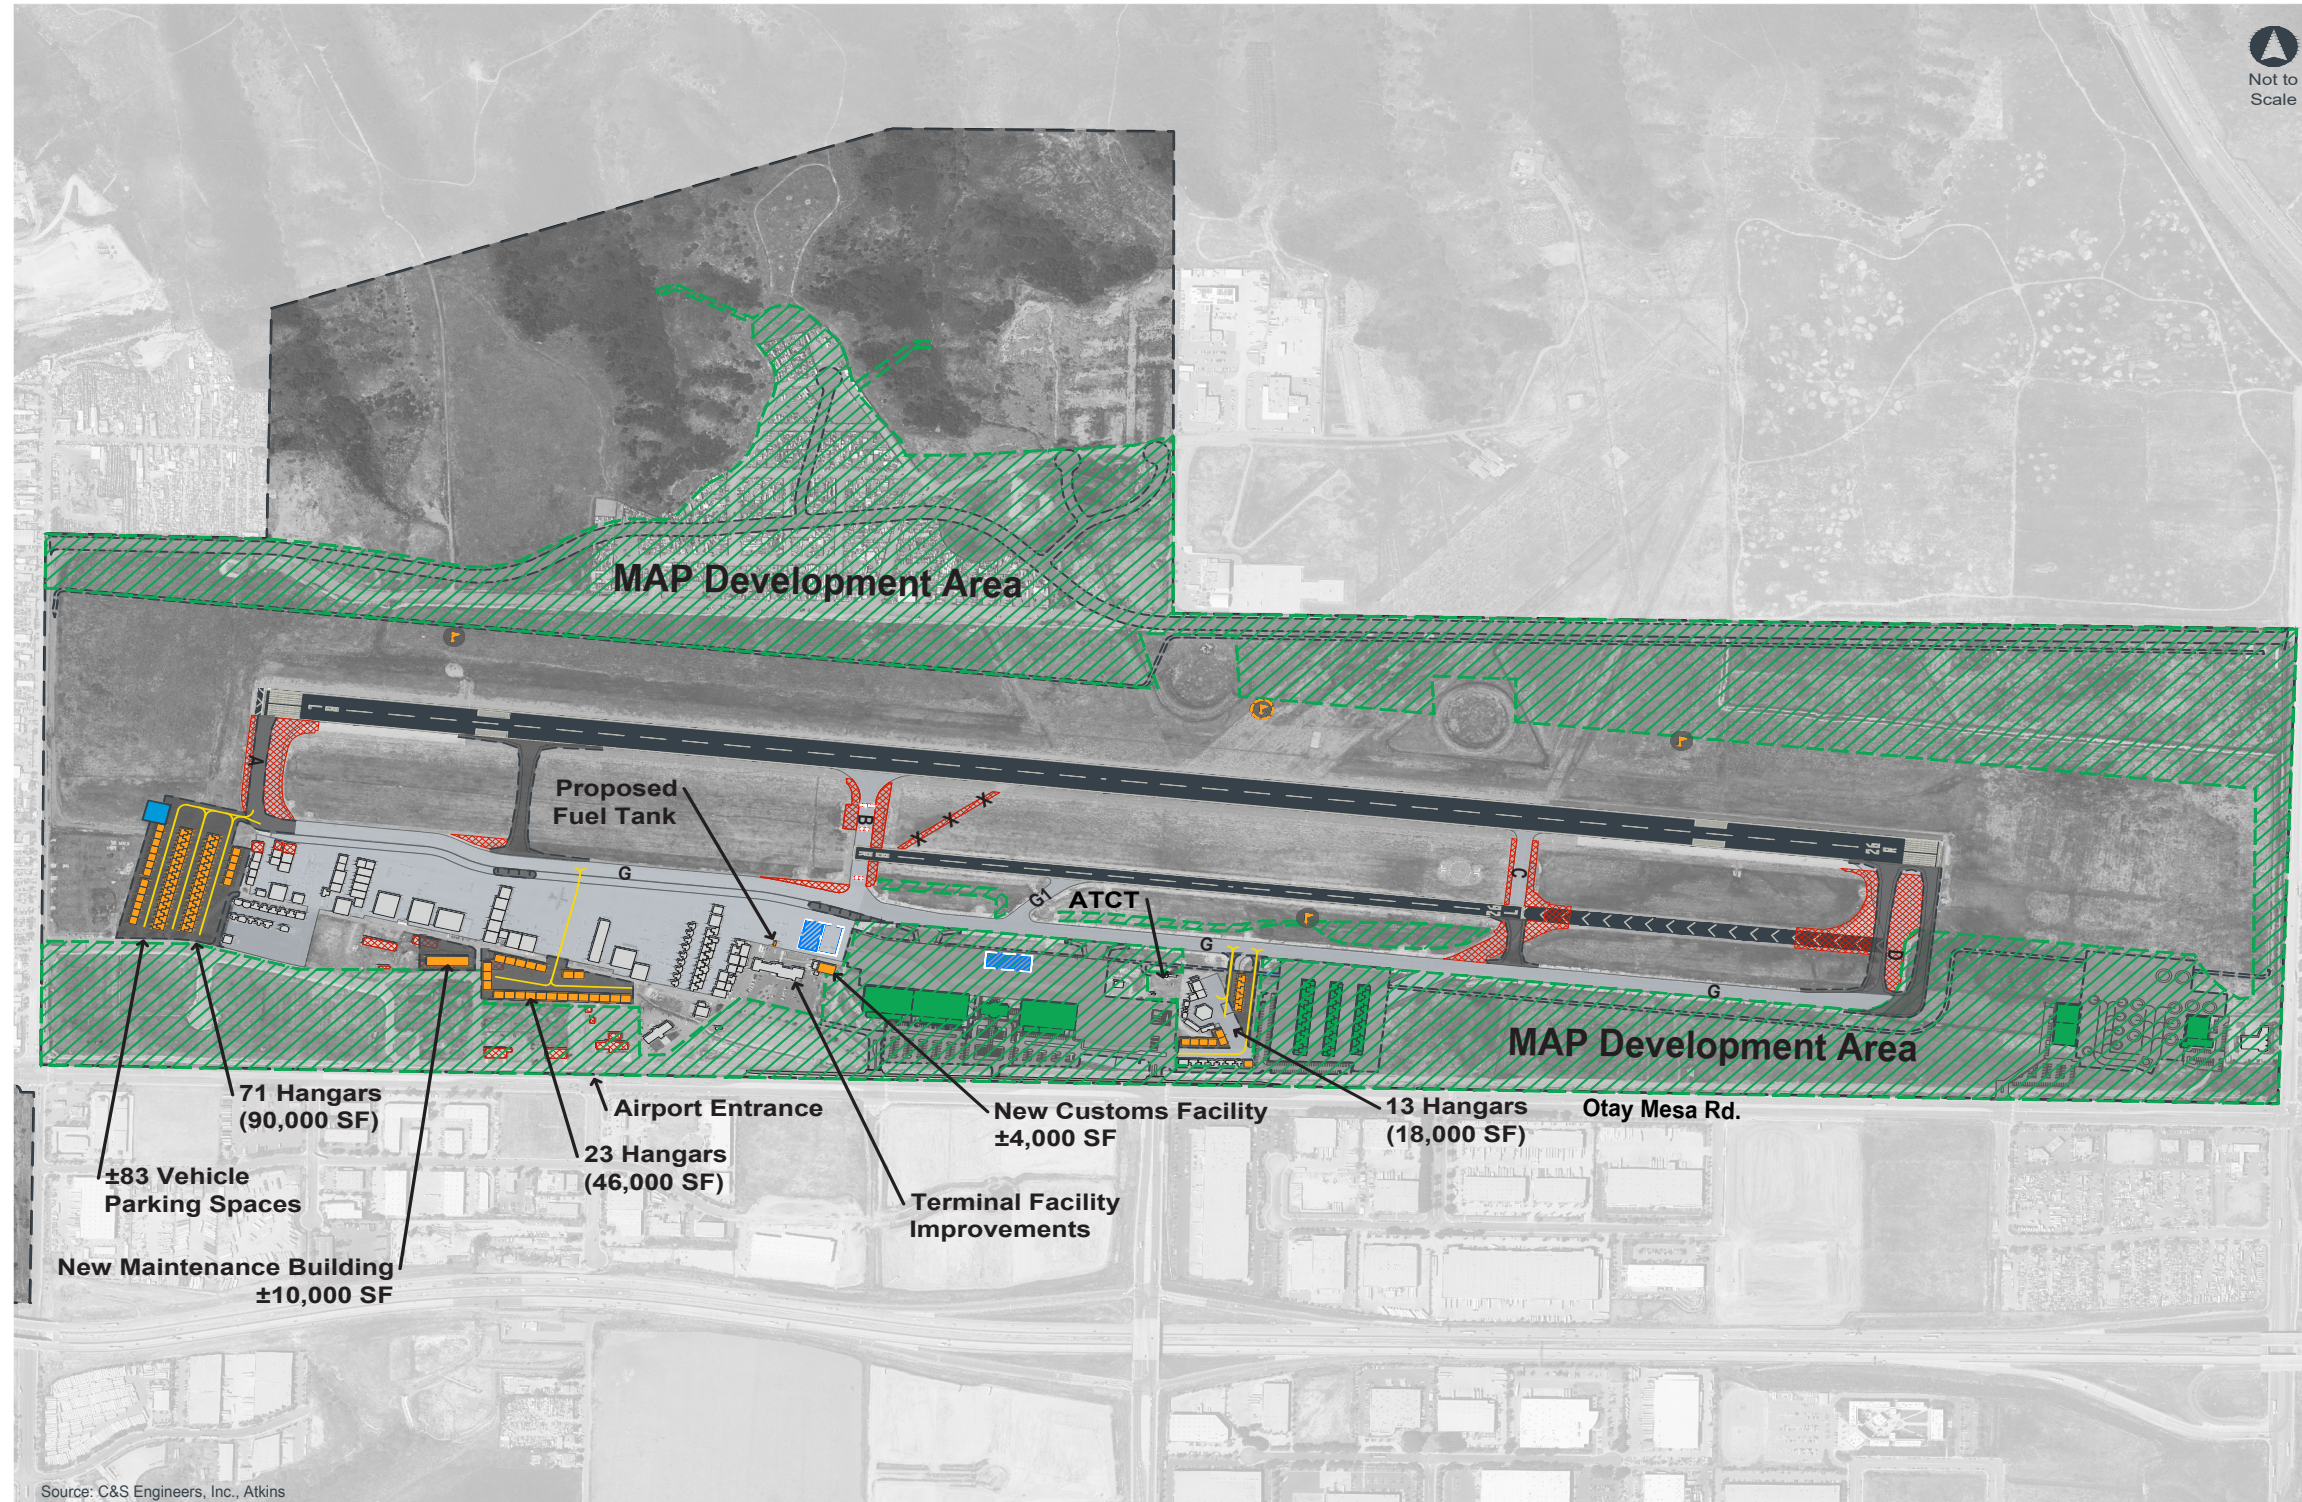 Not to
Scale
MAP Development Area
L
A
Proposed
Fuel Tank
B
X
X
X
G
G1
ATCT
G
C
26
R
26
L
D
G
MAP Development Area
71 Hangars
(90,000 SF)
Airport Entrance
New Customs Facility
±4,000 SF
13 Hangars
(18,000 SF)
Otay Mesa Rd.
23 Hangars
(46,000 SF)
±83 Vehicle
Parking Spaces
Terminal Facility
Improvements
New Maintenance Building
±10,000 SF
Source: C&S Engineers, Inc., Atkins